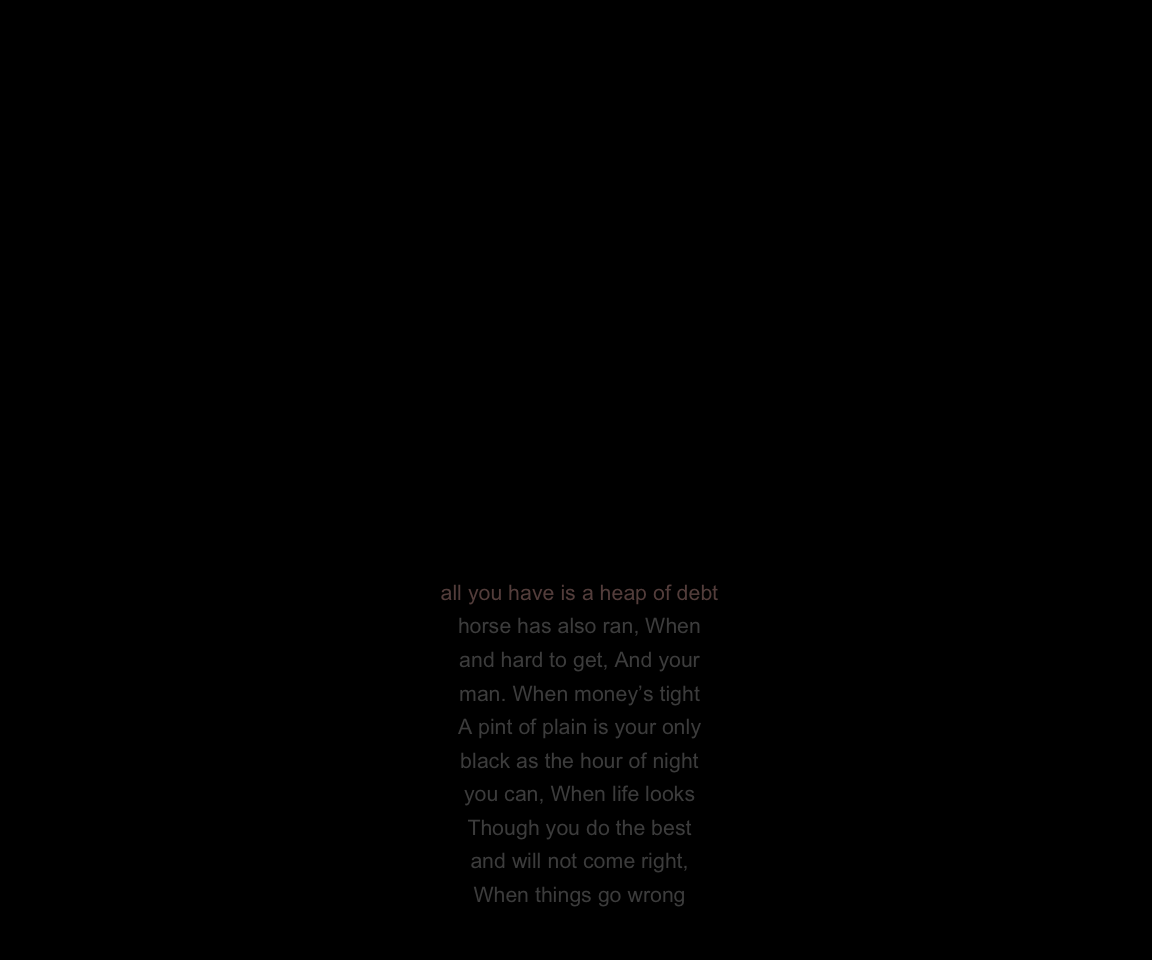 all you have is a heap of debt
horse has also ran, When
and hard to get, And your
man. When money’s tight
A pint of plain is your only
black as the hour of night
you can, When life looks
Though you do the best
and will not come right,
When things go wrong